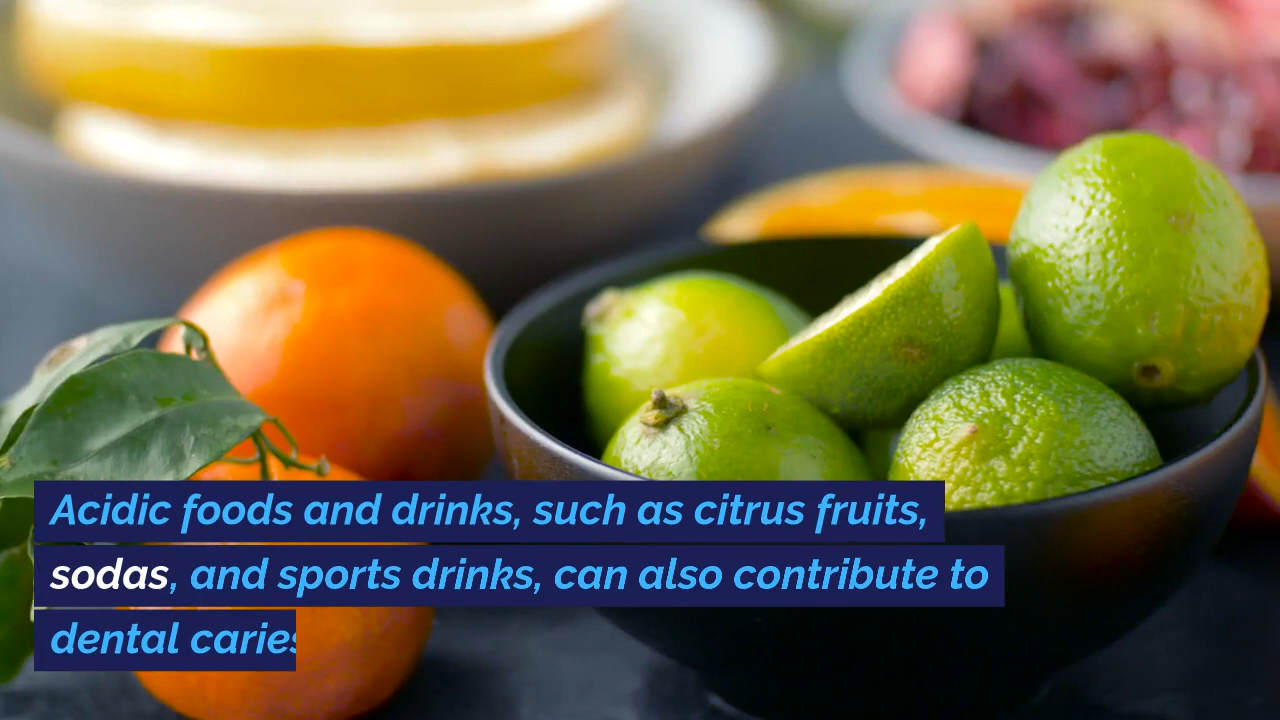 Acidic foods and drinks, such as citrus fruits,
sodas, and sports drinks, can also contribute to
dental caries